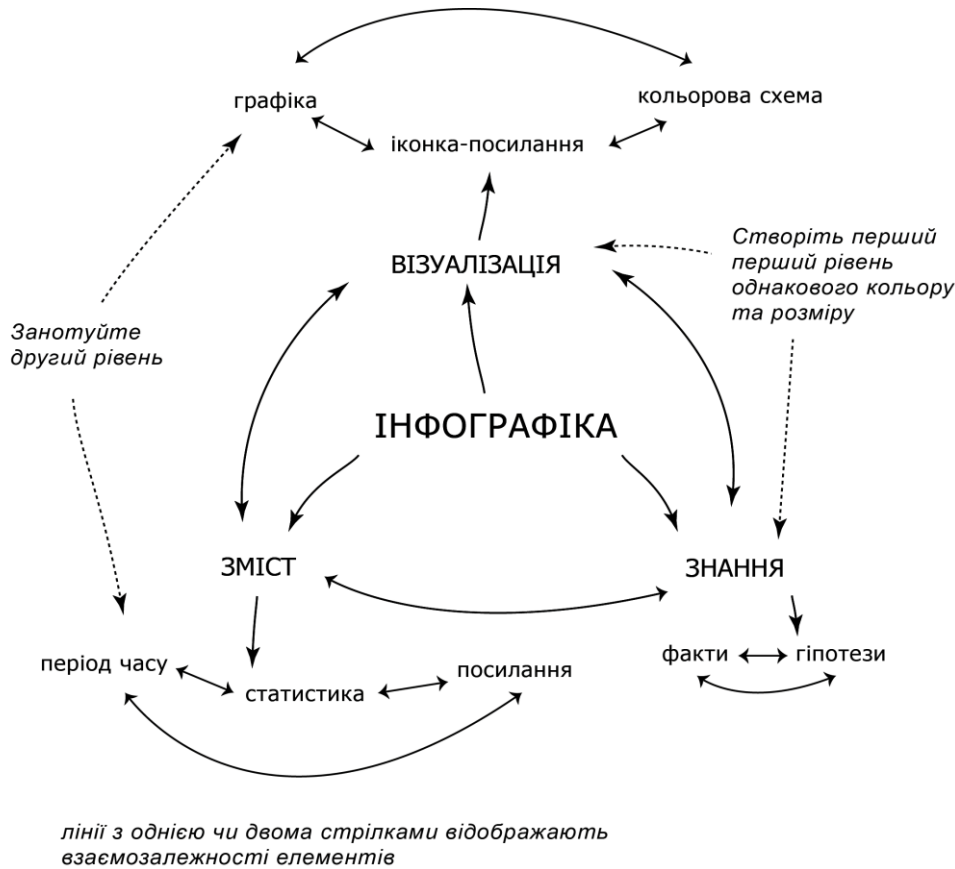 графіка
кольорова схема
іконка-посилання
ВІЗУАЛІЗАЦІЯ
Створіть перший
перший рівень
однакового кольору
та розміру
Занотуйте
другий рівень
ІНФОГРАФІКА
ЗМІСТ
ЗНАННЯ
період часу
статистика
посилання
факти
гіпотези
лінії з однією чи двома стрілками відображають
взаємозалежності елементів